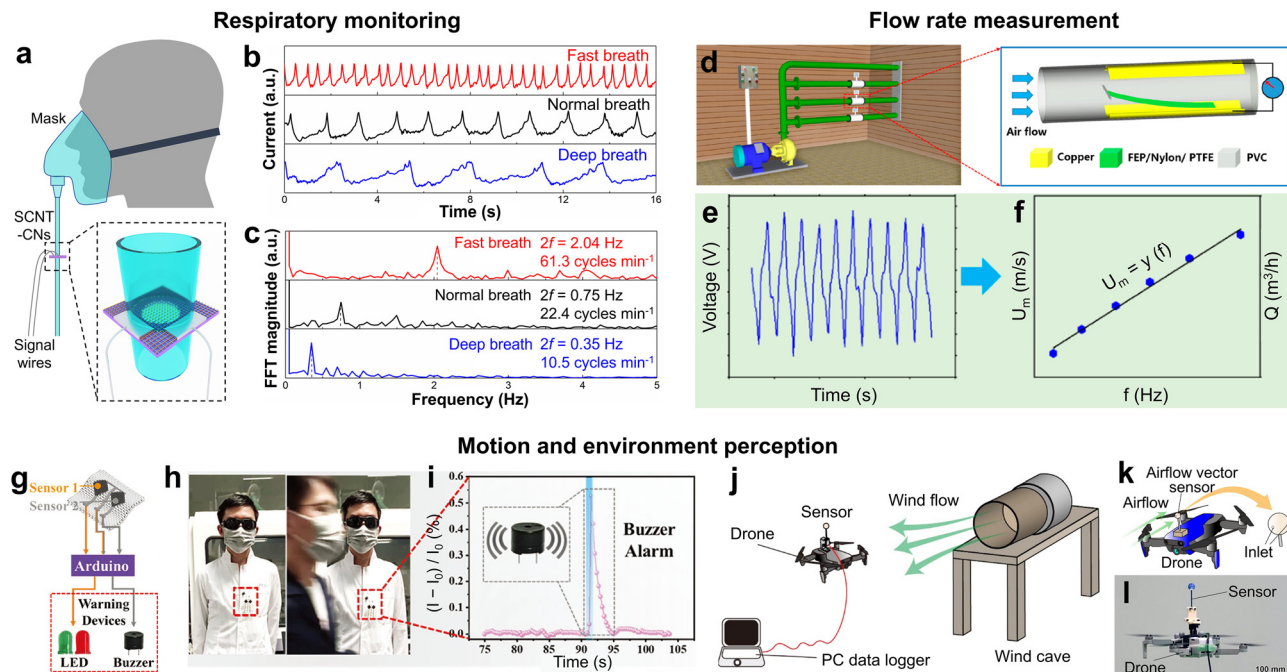 Respiratory monitoring
Flow rate measurement
a
Mask
SCNT
-CNs
Signal
wires
b
Fast breath
Normal breath
Deep breath
Current (a.u.)
0 4 8 12 16
Time (s)
c
Fast breath 2f = 2.04 Hz
61.3 cycles min-1
Normal breath 2f = 0.75 Hz
22.4 cycles min-1
Deep breath 2f = 0.35 Hz
10.5 cycles min-1
FFT magnitude (a.u.)
0 1 2 3 4 5
Frequency (Hz)
d
Air flow
Copper FEP/Nylon/ PTFE PVC
e
Voltage (V)
Time (s)
f
Um (m/s)
Um = y (f)
Q (m³/h)
f (Hz)
Motion and environment perception
g
Sensor 1
Sensor 2
Arduino
Warning
Devices
LED Buzzer
h
i
(I − I0) / I0 (%)
0.6
0.5
0.4
0.3
0.2
0.1
0.0
Buzzer
Alarm
75 80 85 90 95 100 105
Time (s)
j
Wind flow
Sensor
Drone
PC data logger
Wind cave
k
Airflow vector
sensor
Airflow
Drone
Inlet
l
Sensor
Drone
100 mm